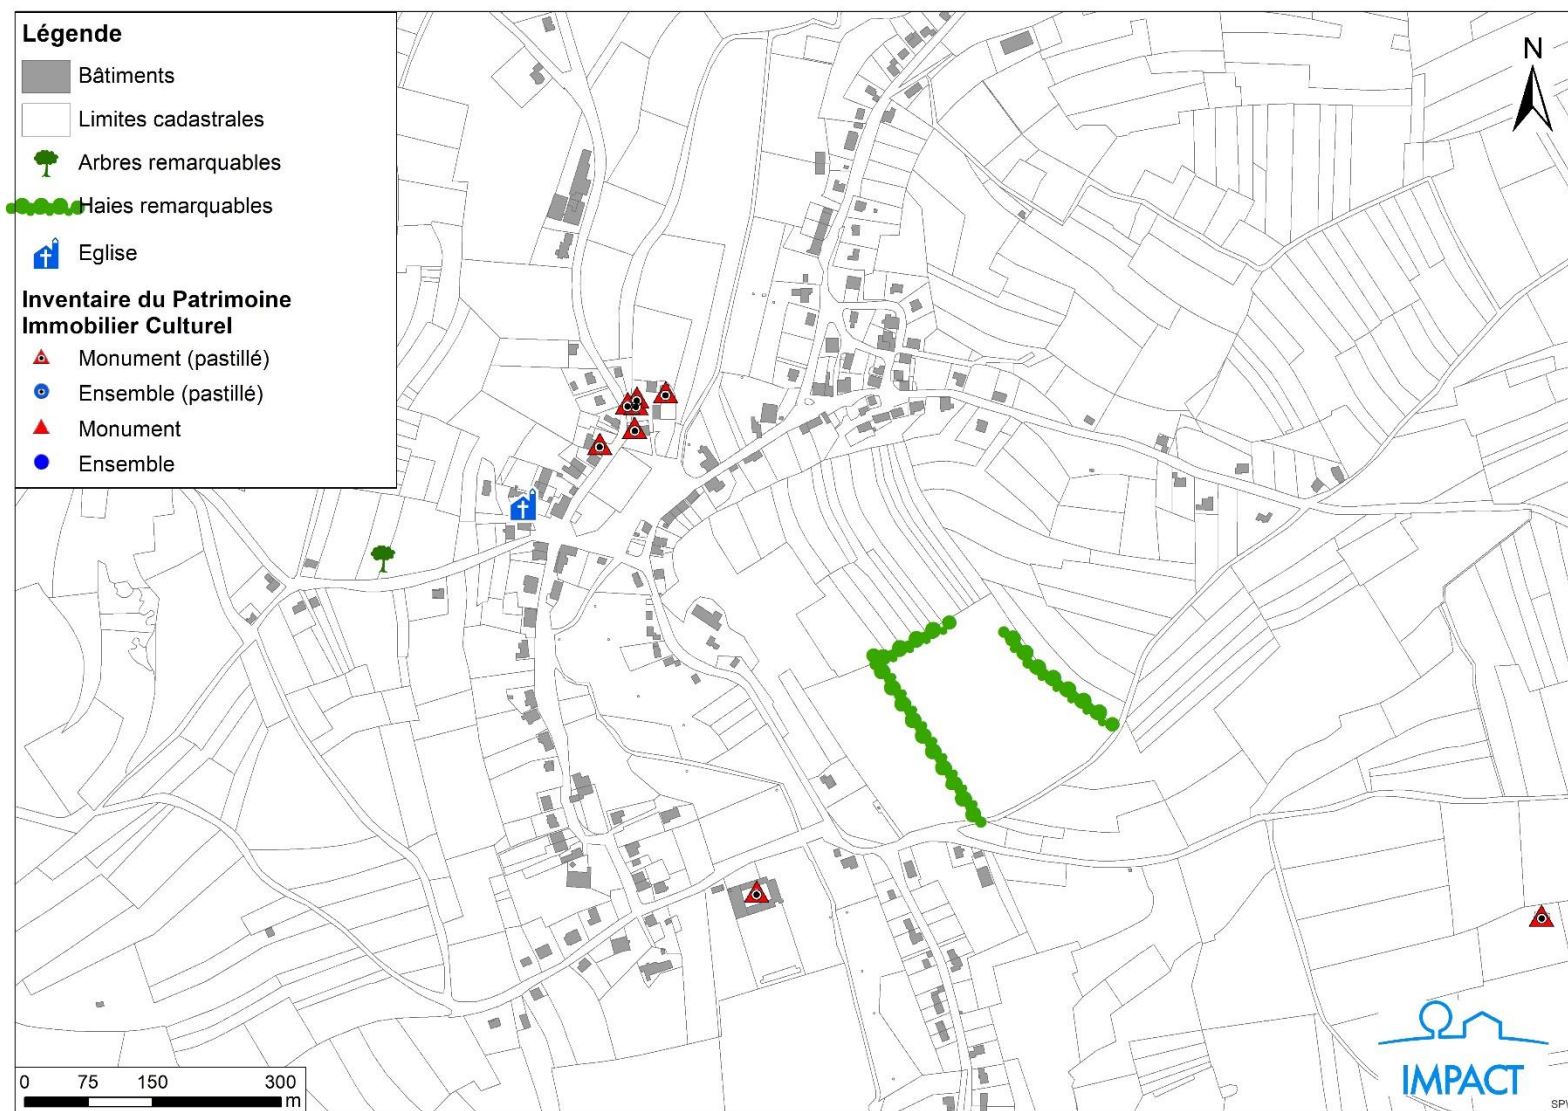 Légende
Bâtiments
Limites cadastrales
Arbres remarquables
Haies remarquables
Eglise
Inventaire du Patrimoine
Immobilier Culturel
Monument (pastillé)
Ensemble (pastillé)
Monument
Ensemble
N
0 75 150 300
m
IMPACT